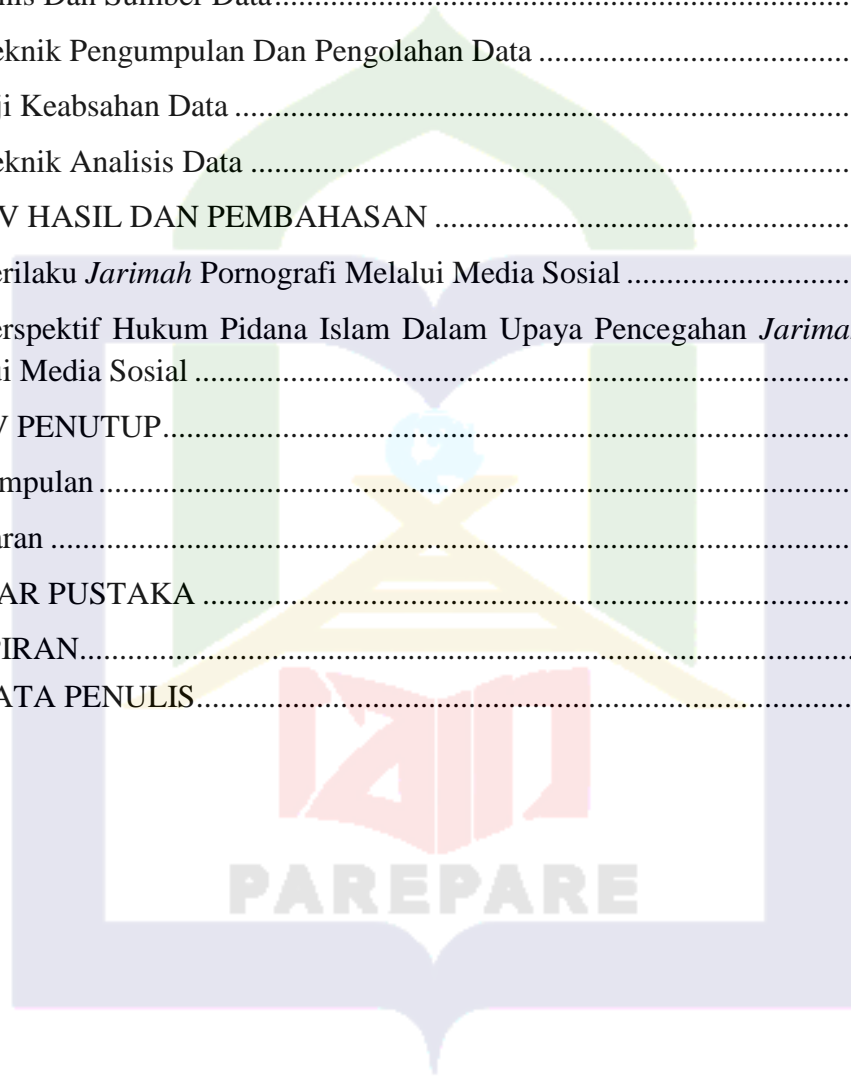 nis Dan Sumber Data...................................................................
eknik Pengumpulan Dan Pengolahan Data ...................................................................
ji Keabsahan Data ...................................................................
eknik Analisis Data ...................................................................
V HASIL DAN PEMBAHASAN ...................................................................
erilaku Jarimah Pornografi Melalui Media Sosial ...................................................................
erspektif Hukum Pidana Islam Dalam Upaya Pencegahan Jarima
ui Media Sosial ...................................................................
V PENUTUP...................................................................
mpulan ...................................................................
aran ...................................................................
AR PUSTAKA ...................................................................
PIRAN...................................................................
ATA PENULIS...................................................................
PAREPARE